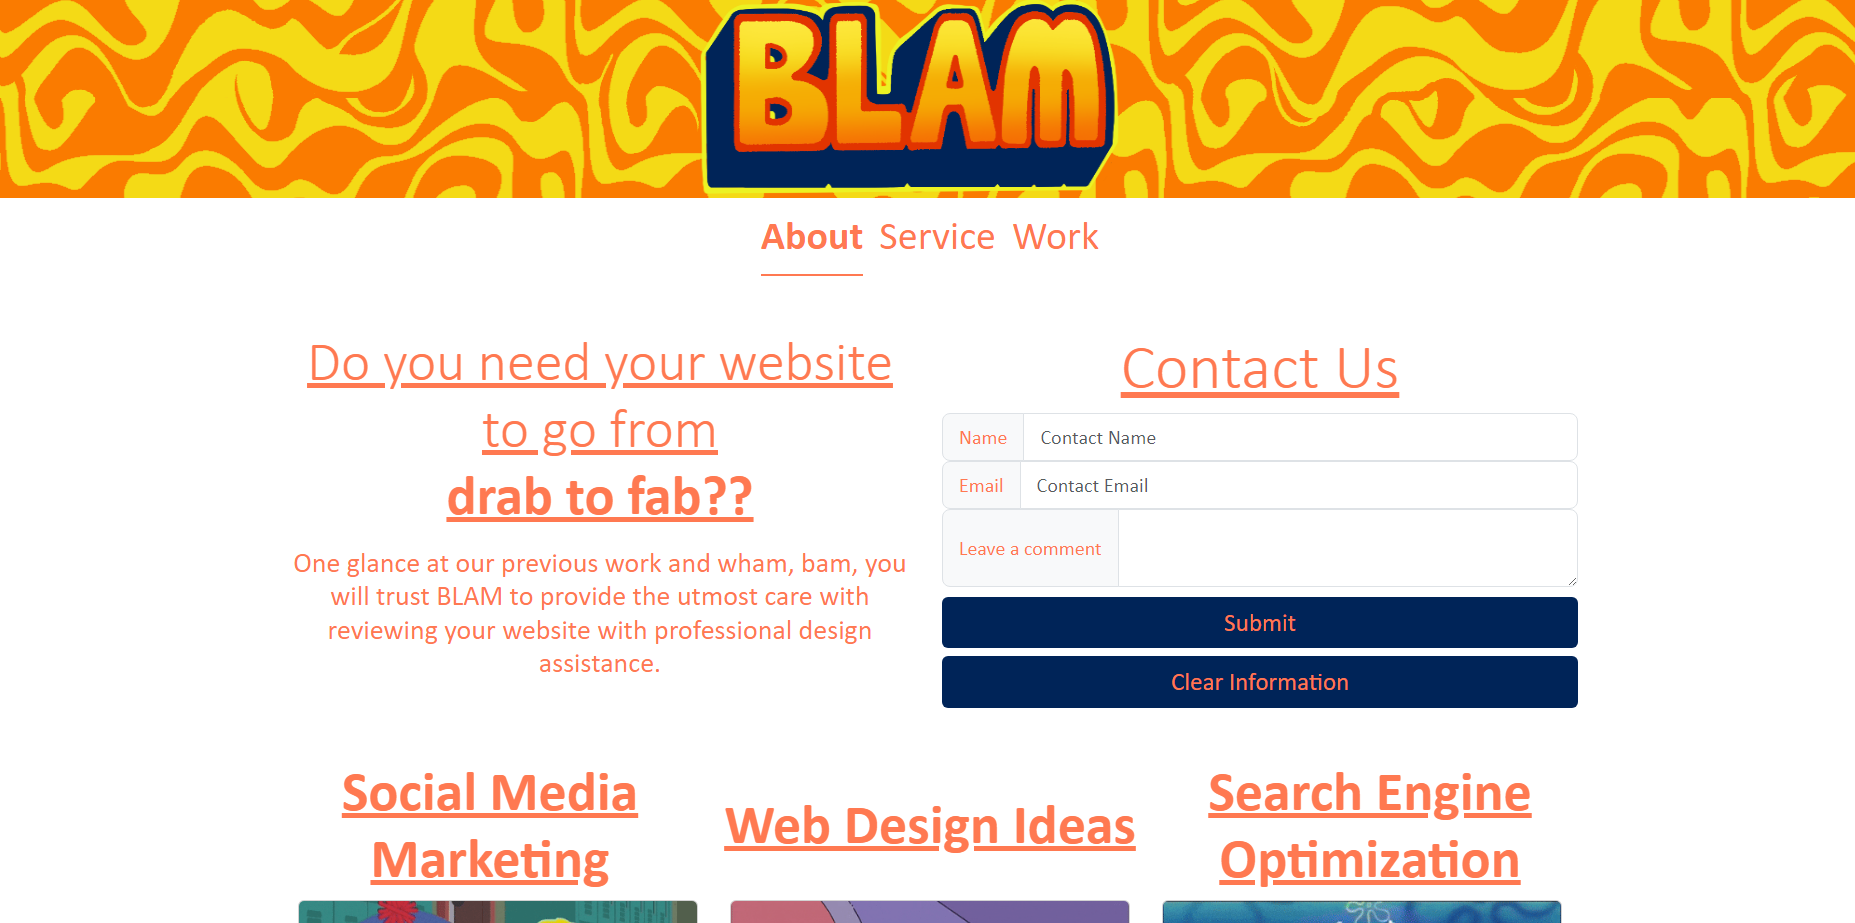 BLAM
About Service Work
Do you need your website
to go from
drab to fab??
One glance at our previous work and wham, bam, you
will trust BLAM to provide the utmost care with
reviewing your website with professional design
assistance.
Contact Us
Name Contact Name
Email Contact Email
Leave a comment
Submit
Clear Information
Social Media
Marketing
Web Design Ideas
Search Engine
Optimization